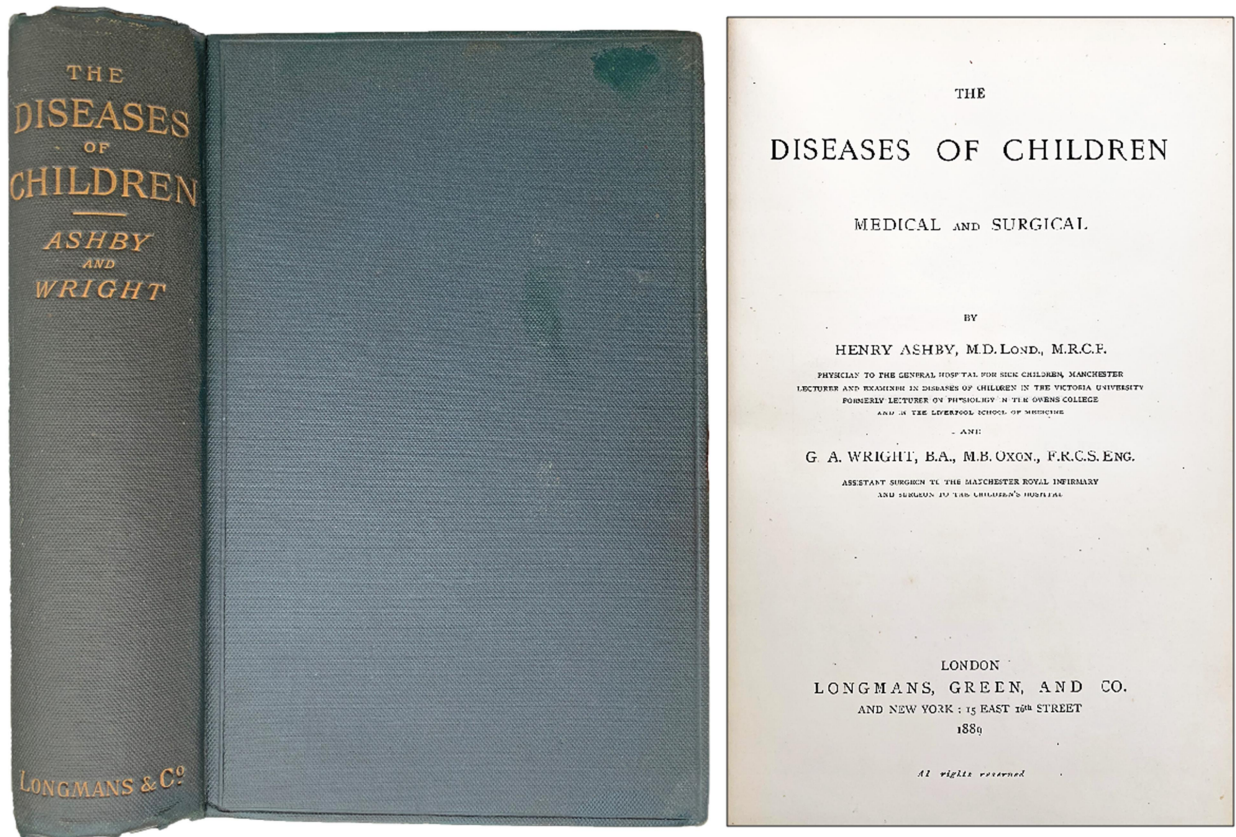 THE
DISEASES
OF
CHILDREN
ASHBY
AND
WRIGHT
LONGMANS & Cº
THE
DISEASES OF CHILDREN
MEDICAL AND SURGICAL
BY
HENRY ASHBY, M.D. LOND., M.R.C.P.
PHYSICIAN TO THE GENERAL HOSPITAL FOR SICK CHILDREN, MANCHESTER
LECTURER AND EXAMINER IN DISEASES OF CHILDREN IN THE VICTORIA UNIVERSITY
FORMERLY LECTURER ON PHYSIOLOGY IN THE OWENS COLLEGE
AND IN THE LIVERPOOL SCHOOL OF MEDICINE
AND
G. A. WRIGHT, B.A., M.B. OXON., F.R.C.S. ENG.
ASSISTANT SURGEON TO THE MANCHESTER ROYAL INFIRMARY
AND SURGEON TO THE CHILDREN'S HOSPITAL
LONDON
LONGMANS, GREEN, AND CO.
AND NEW YORK : 15 EAST 16th STREET
1889
All rights reserved